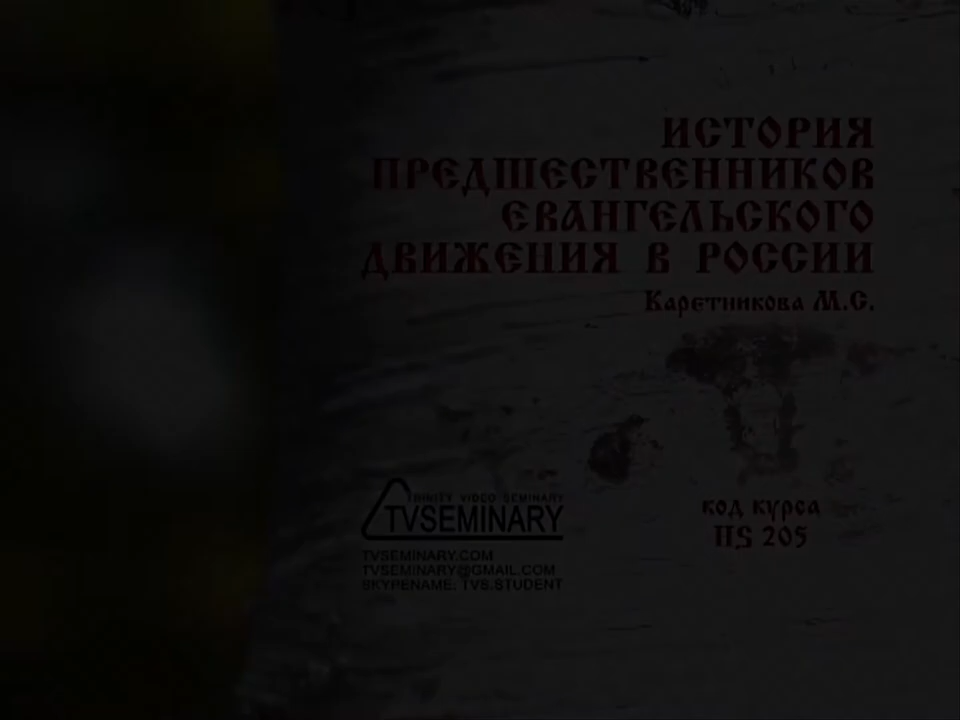 ИСТОРИЯ
ПРЕДШЕСТВЕННИКОВ
ЕВАНГЕЛЬСКОГО
ДВИЖЕНИЯ В РОССИИ
Каретникова М.С.
TRINITY VIDEO SEMINARY
TVSEMINARY
TVSEMINARY.COM
TVSEMINARY@GMAIL.COM
SKYPENAME: TVS.STUDENT
код курса
HS 205